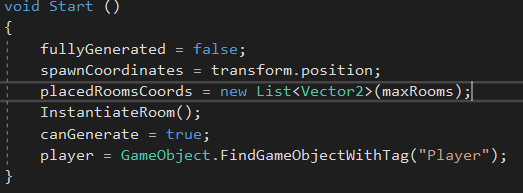 void Start ()
{
fullyGenerated = false;
spawnCoordinates = transform.position;
placedRoomsCoords = new List<Vector2>(maxRooms);
InstantiateRoom();
canGenerate = true;
player = GameObject.FindGameObjectWithTag("Player");
}